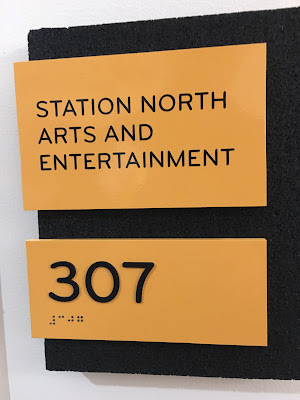 STATION NORTH
ARTS AND
ENTERTAINMENT
307
⠼⠉⠚⠛